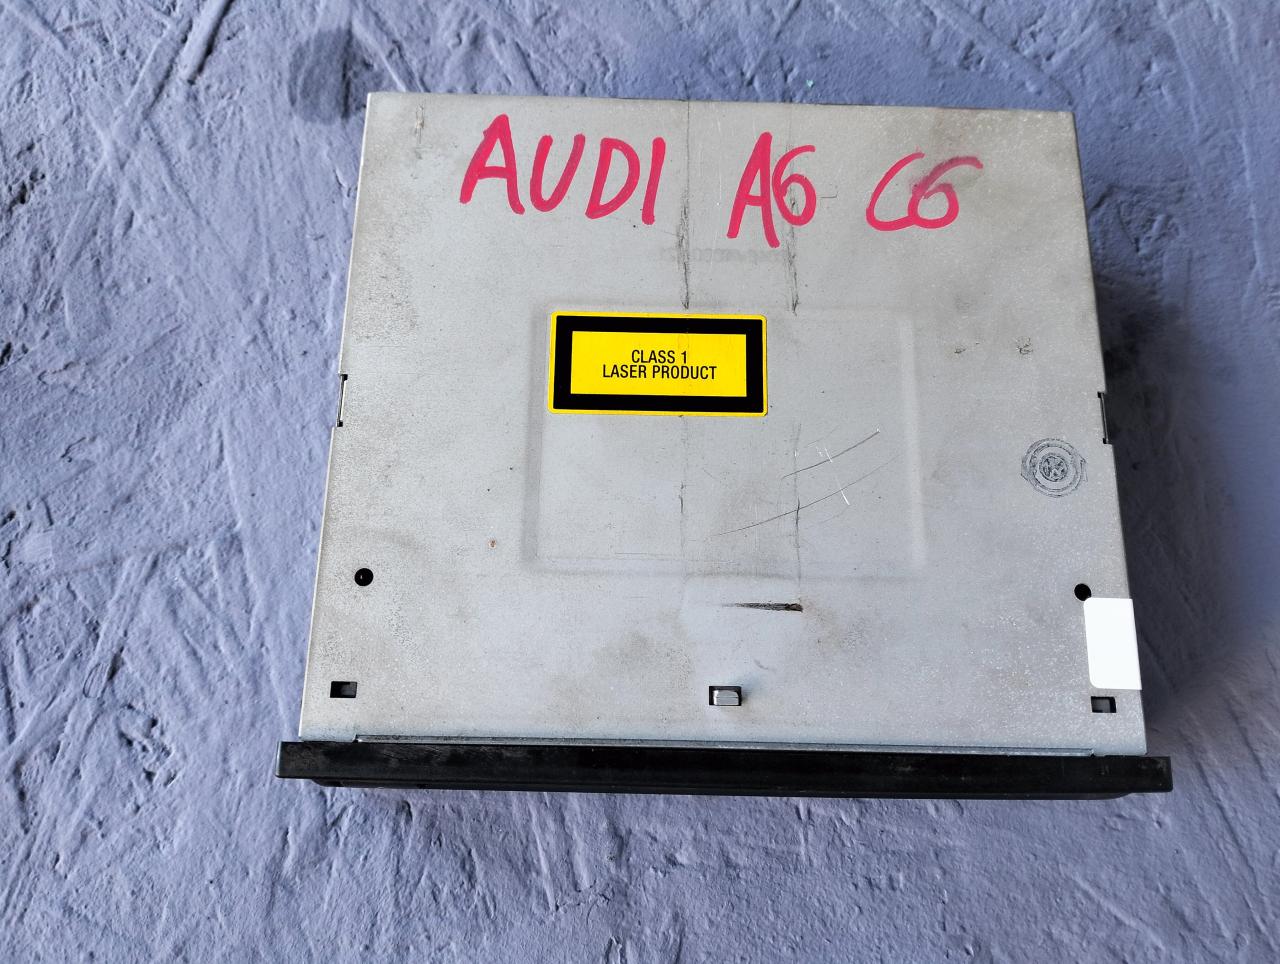 AUDI A6 C6
CLASS 1
LASER PRODUCT